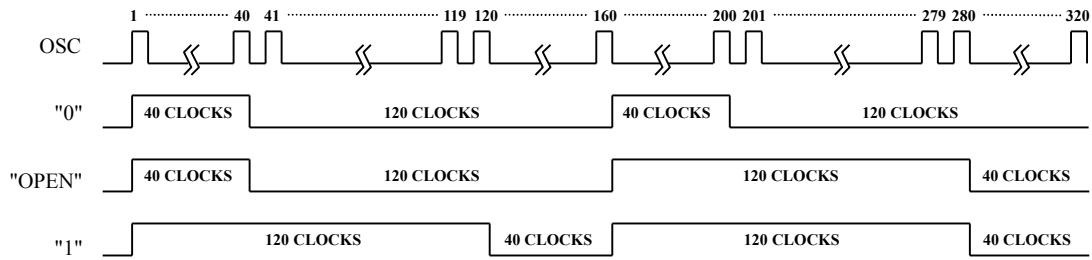 1 40 41 119 120 160 200 201 279 280 320
OSC
"0" 40 CLOCKS 120 CLOCKS 40 CLOCKS 120 CLOCKS
"OPEN" 40 CLOCKS 120 CLOCKS 120 CLOCKS 40 CLOCKS
"1" 120 CLOCKS 40 CLOCKS 120 CLOCKS 40 CLOCKS